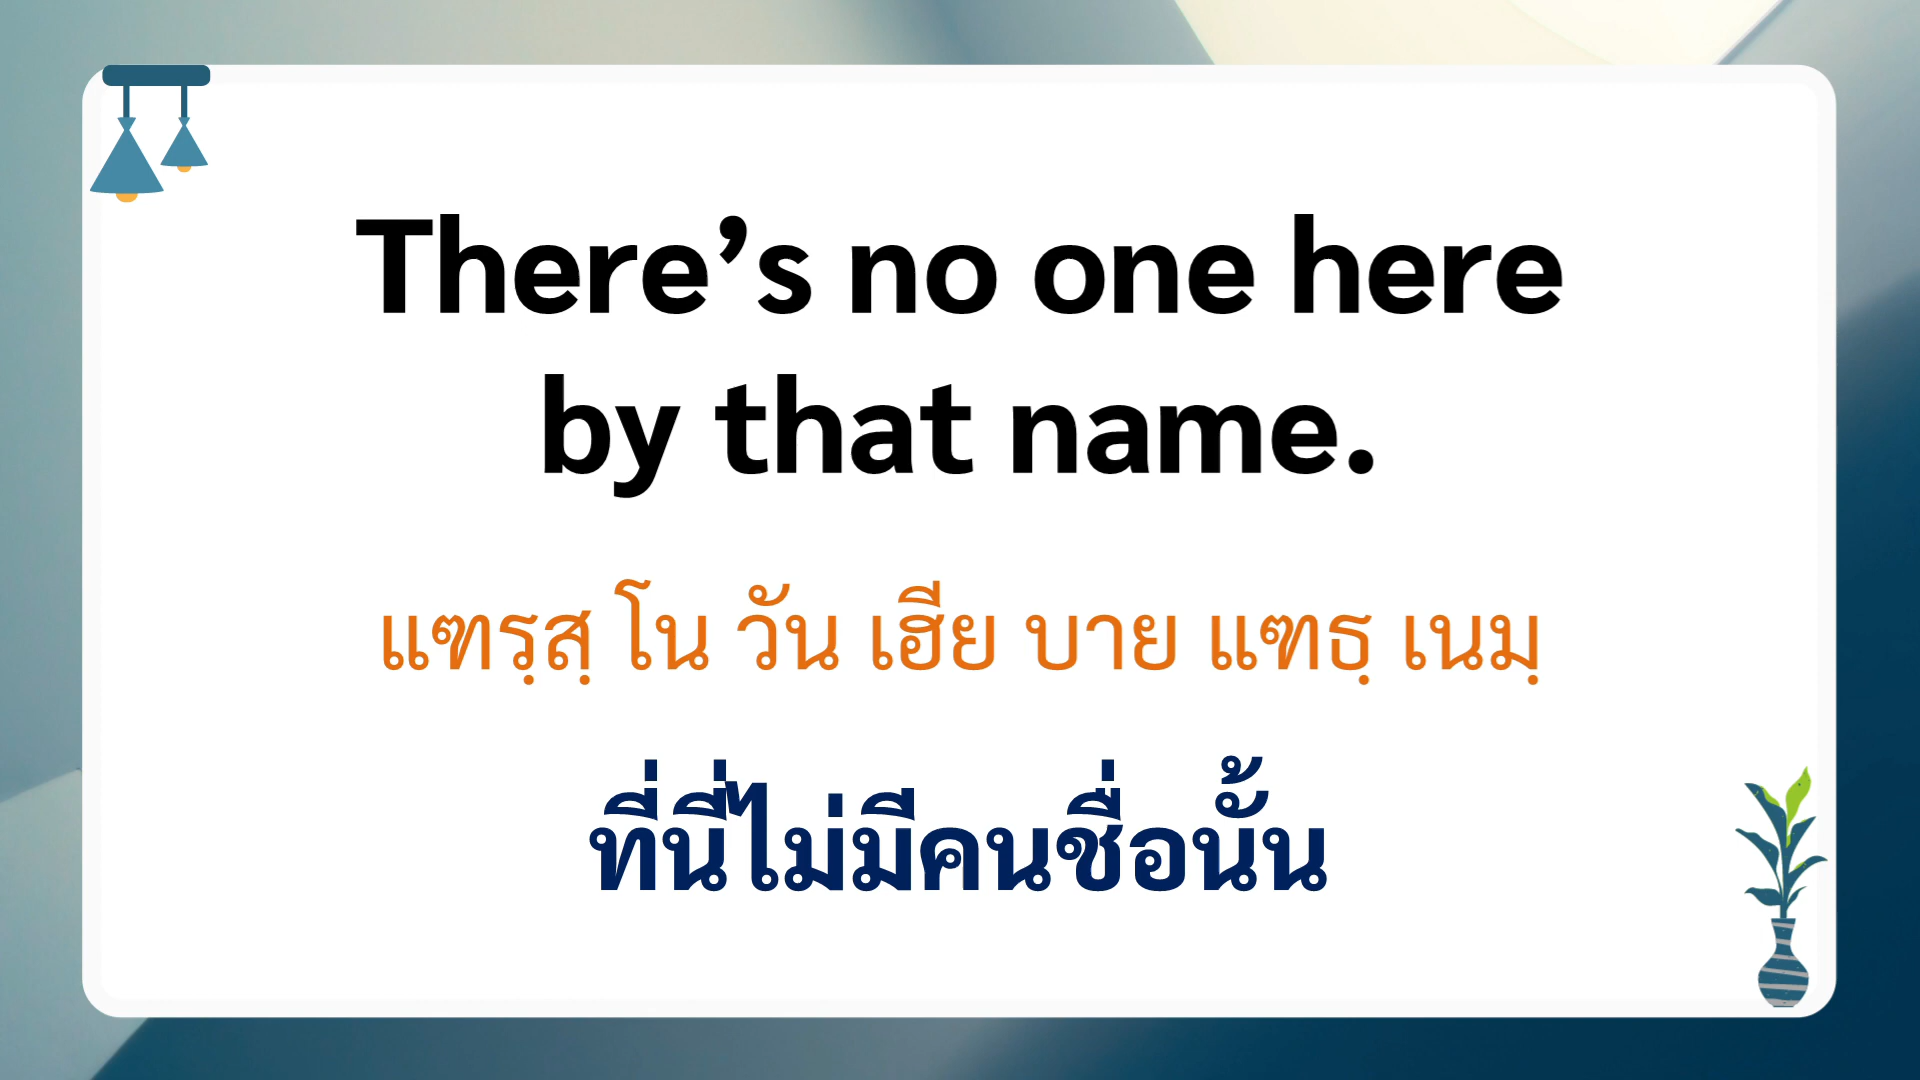 There’s no one here
by that name.
แฑรฺสฺ โน วัน เฮีย บาย แฑธฺ เนมฺ
ที่นี่ไม่มีคนชื่อนั้น